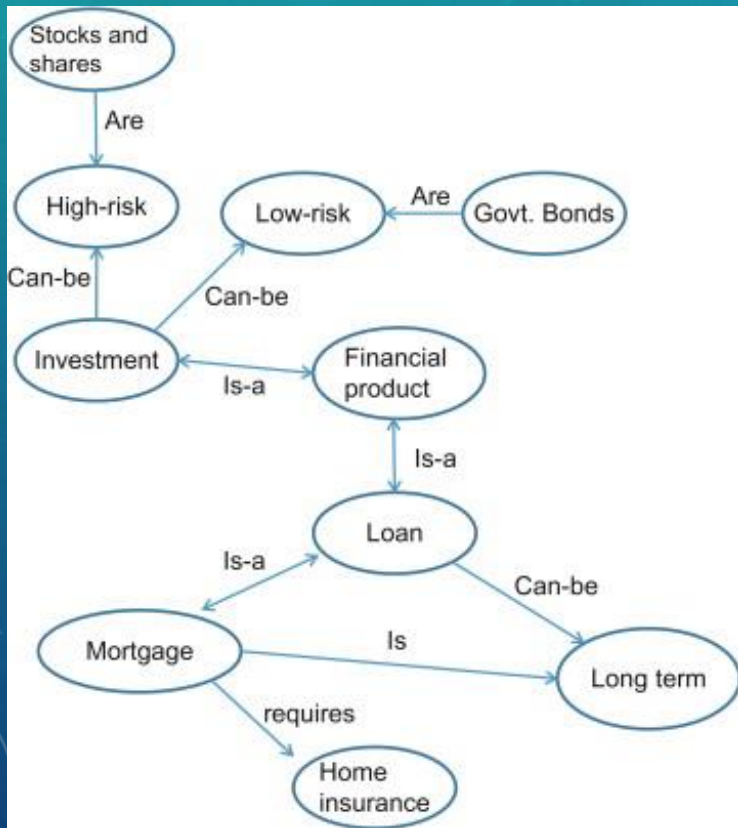 Stocks and
shares
Are
High-risk
Low-risk
Are
Govt. Bonds
Can-be
Can-be
Investment
Is-a
Financial
product
Is-a
Loan
Is-a
Can-be
Mortgage
Is
Long term
requires
Home
insurance